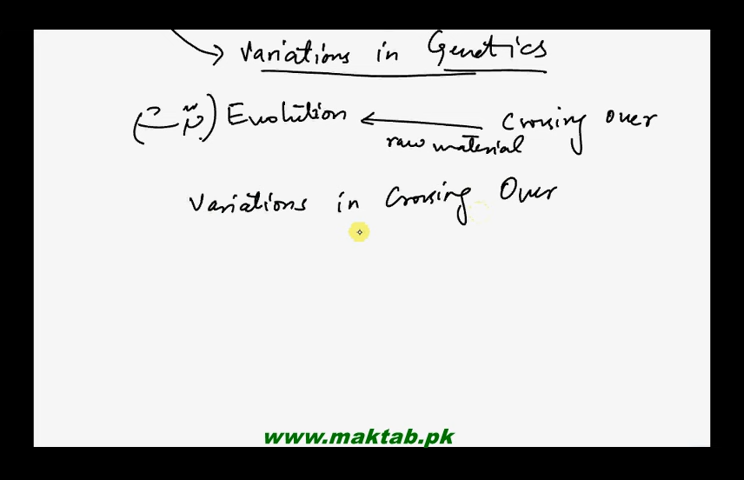 Variations in Genetics
Evolution ← Crossing over
raw material
Variations in Crossing Over
www.maktab.pk